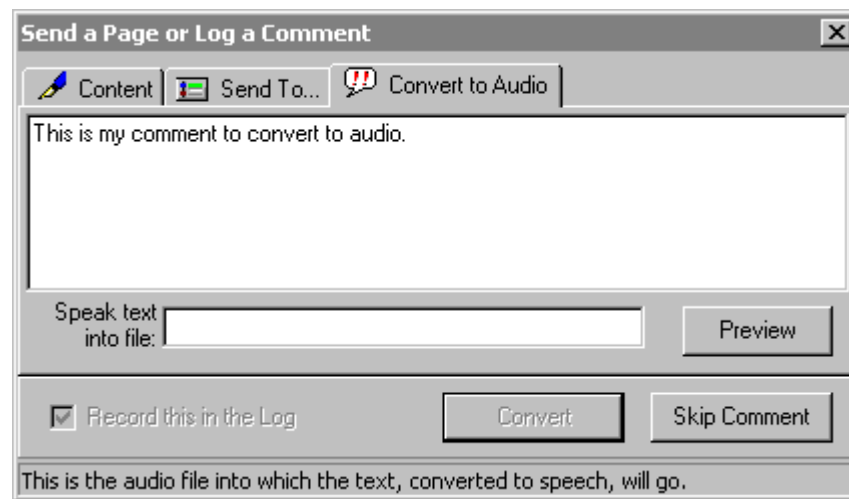 Send a Page or Log a Comment
Content Send To... Convert to Audio
This is my comment to convert to audio.
Speak text
into file:
Preview
Record this in the Log Convert Skip Comment
This is the audio file into which the text, converted to speech, will go.